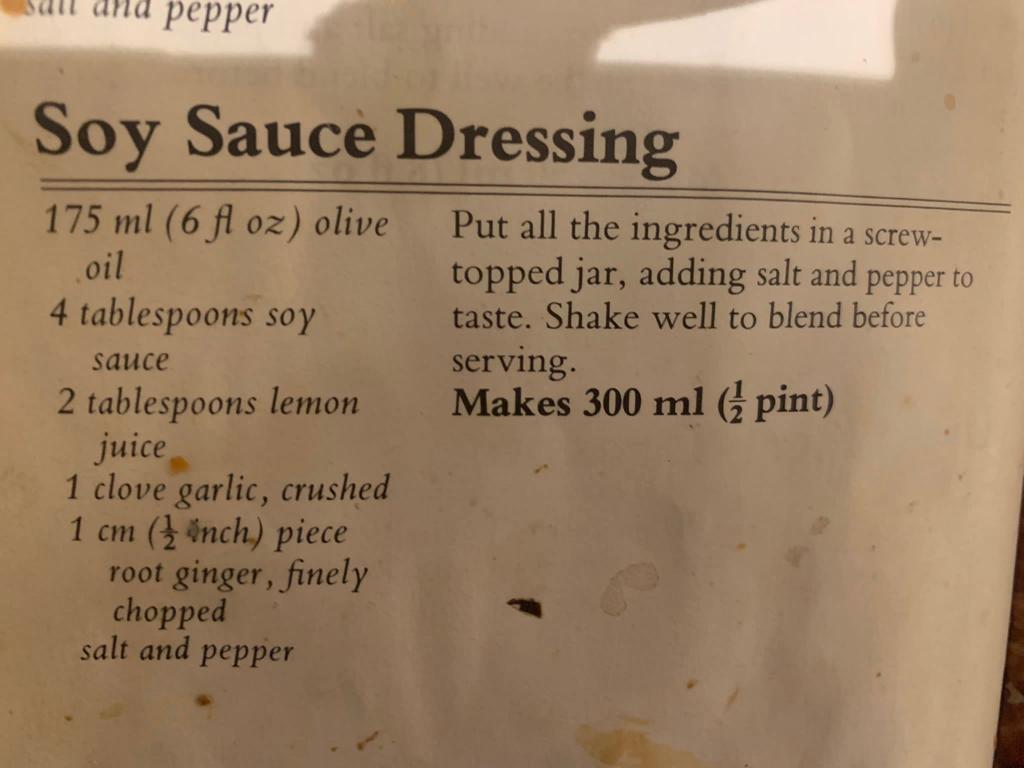 salt and pepper
Soy Sauce Dressing
175 ml (6 fl oz) olive
oil
4 tablespoons soy
sauce
2 tablespoons lemon
juice
1 clove garlic, crushed
1 cm (½ inch) piece
root ginger, finely
chopped
salt and pepper
Put all the ingredients in a screw-
topped jar, adding salt and pepper to
taste. Shake well to blend before
serving.
Makes 300 ml (½ pint)